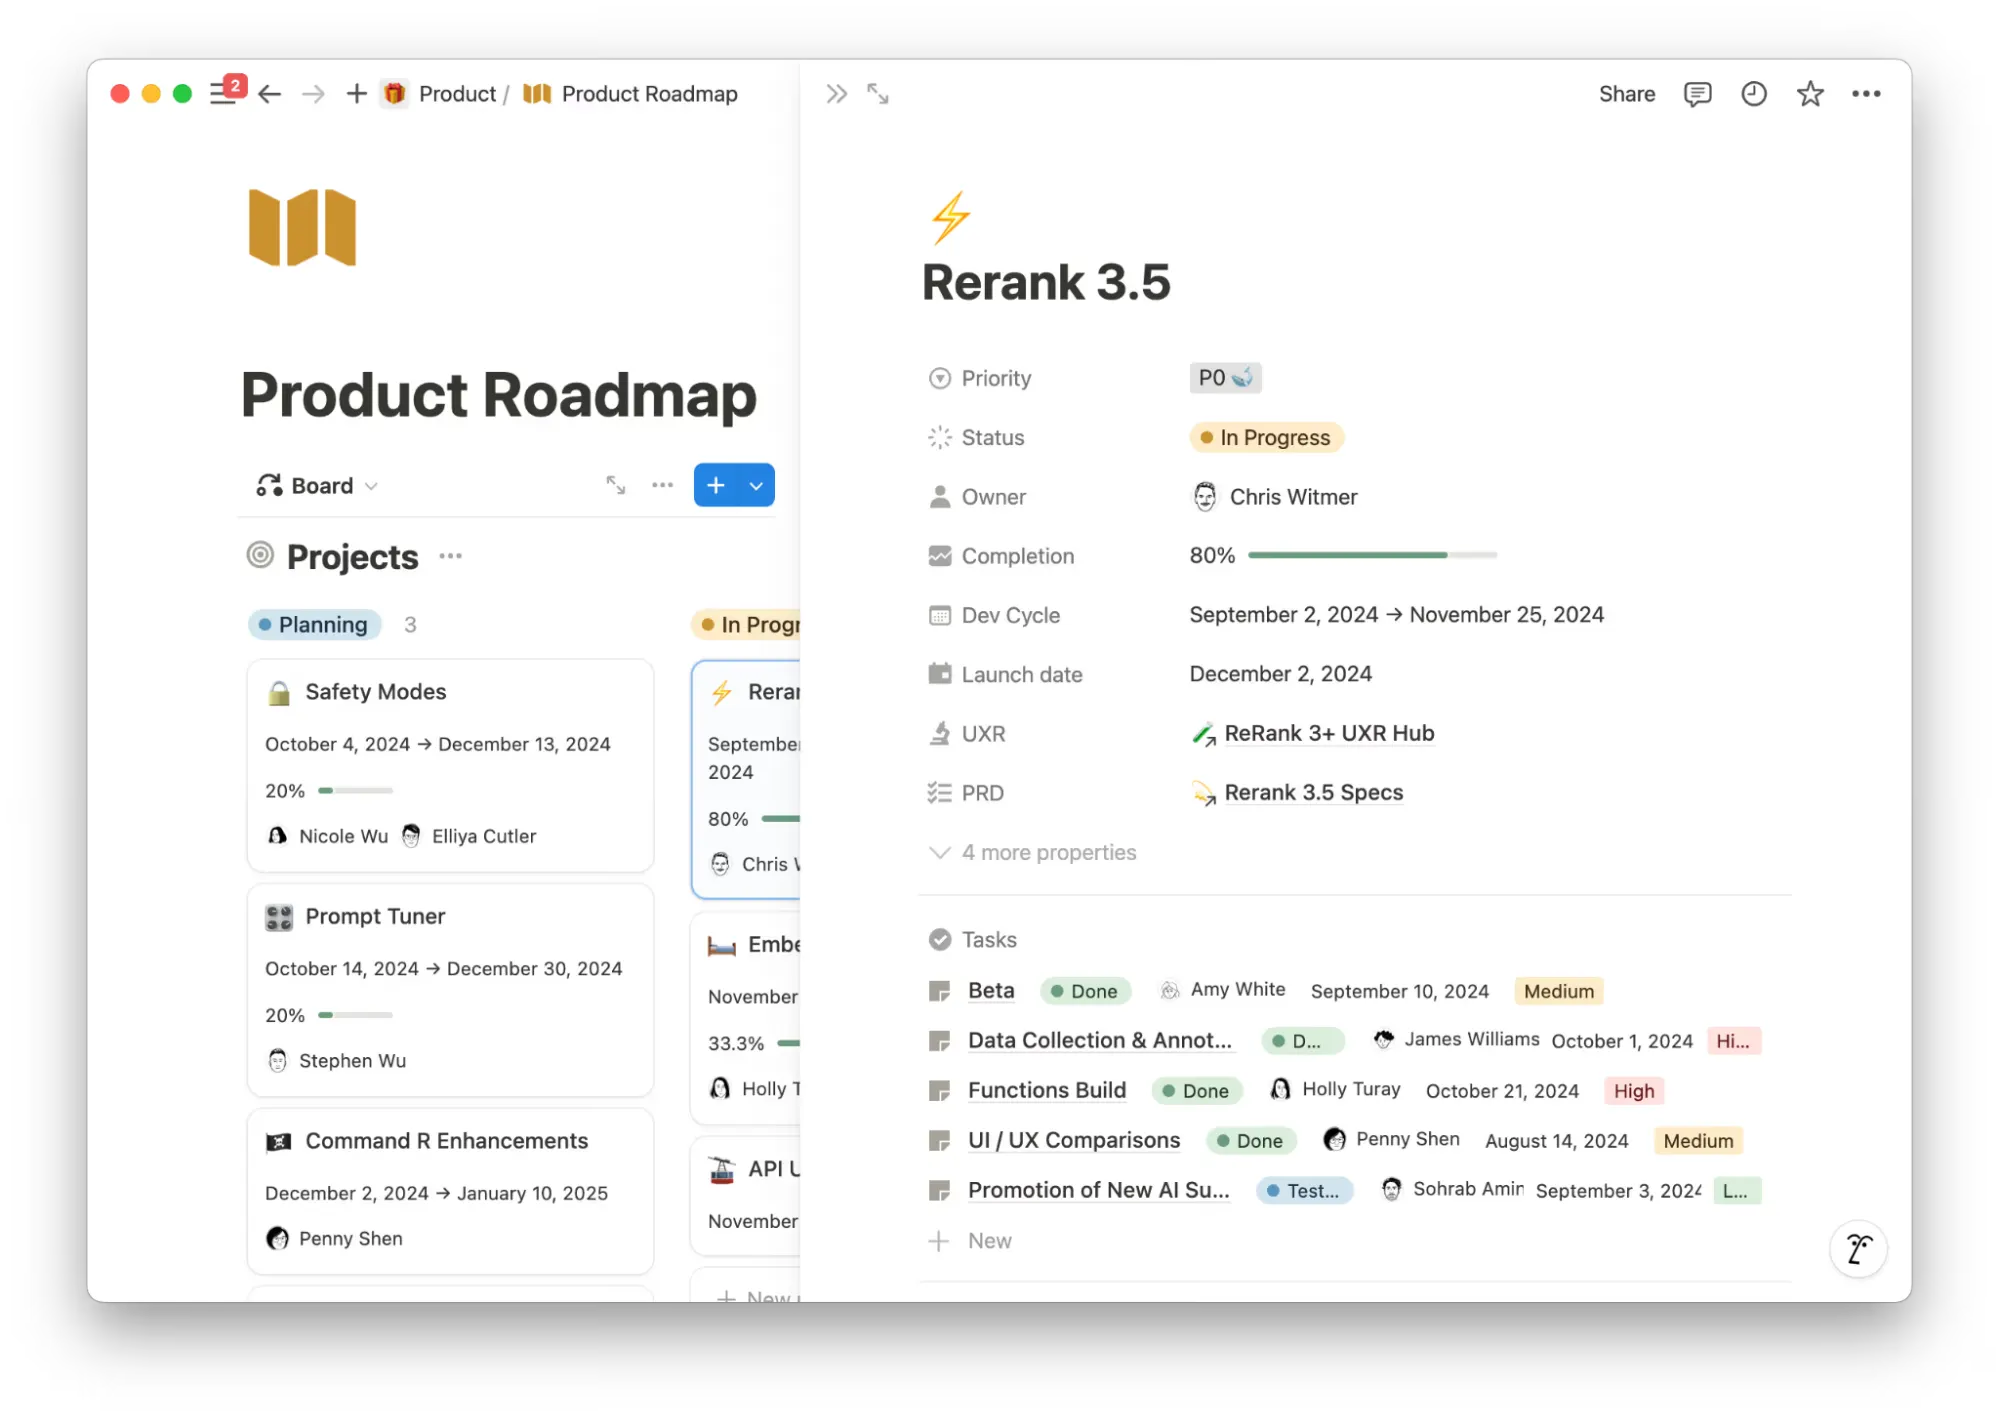 2
Product / Product Roadmap
Product Roadmap
Board
Projects
Planning 3
Safety Modes
October 4, 2024 → December 13, 2024
20%
Nicole Wu Elliya Cutler
Prompt Tuner
October 14, 2024 → December 30, 2024
20%
Stephen Wu
Command R Enhancements
December 2, 2024 → January 10, 2025
Penny Shen
In Progr
Reran
September
2024
80%
Chris
Embe
November
33.3%
Holly T
API U
November
New
Share
Rerank 3.5
Priority P0
Status In Progress
Owner Chris Witmer
Completion 80%
Dev Cycle September 2, 2024 → November 25, 2024
Launch date December 2, 2024
UXR ReRank 3+ UXR Hub
PRD Rerank 3.5 Specs
4 more properties
Tasks
Beta Done Amy White September 10, 2024 Medium
Data Collection & Annot... D... James Williams October 1, 2024 Hi...
Functions Build Done Holly Turay October 21, 2024 High
UI / UX Comparisons Done Penny Shen August 14, 2024 Medium
Promotion of New AI Su... Test... Sohrab Amin September 3, 2024 L...
New